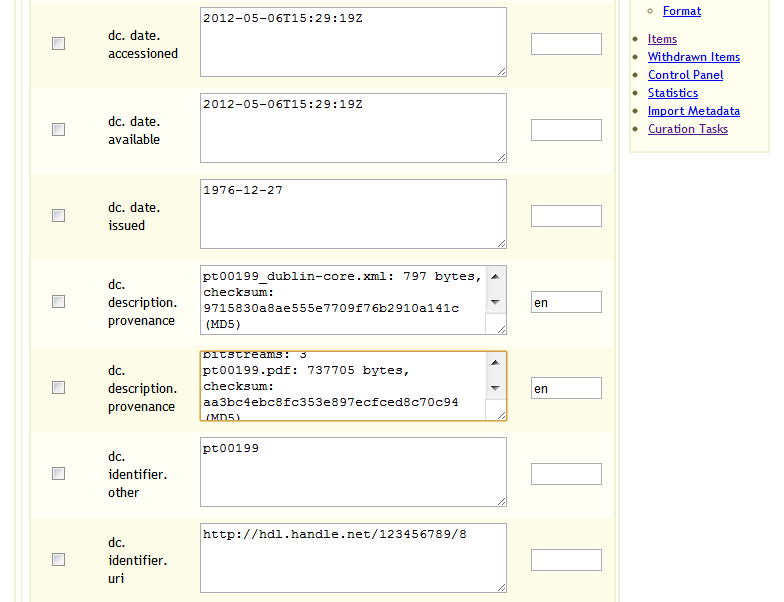 dc. date.
accessioned
2012-05-06T15:29:19Z
dc. date.
available
2012-05-06T15:29:19Z
dc. date.
issued
1976-12-27
dc.
description.
provenance
pt00199_dublin-core.xml: 797 bytes,
checksum:
9715830a8ae555e7709f76b2910a141c
(MD5)
en
dc.
description.
provenance
bitstreams: 3
pt00199.pdf: 737705 bytes,
checksum:
aa3bc4ebc8fc353e897ecfced8c70c94
(MD5)
en
dc.
identifier.
other
pt00199
dc.
identifier.
uri
http://hdl.handle.net/123456789/8
Format
Items
Withdrawn Items
Control Panel
Statistics
Import Metadata
Curation Tasks